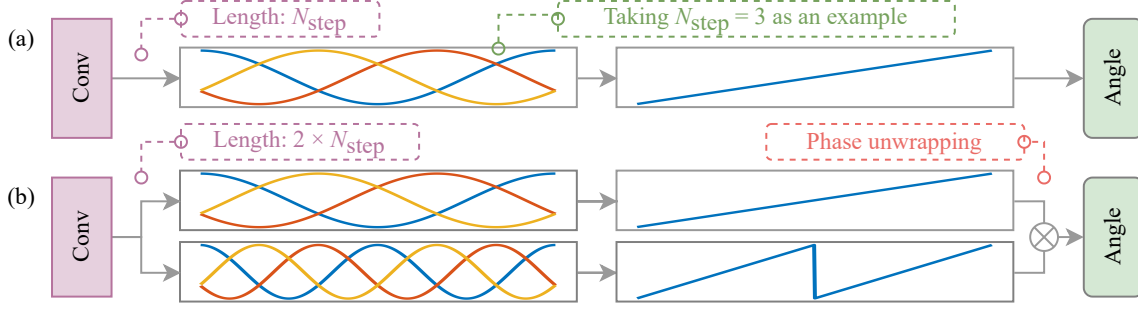 Length: Nstep
Taking Nstep = 3 as an example
(a)
Conv
Angle
Length: 2 × Nstep
Phase unwrapping
(b)
Conv
Angle